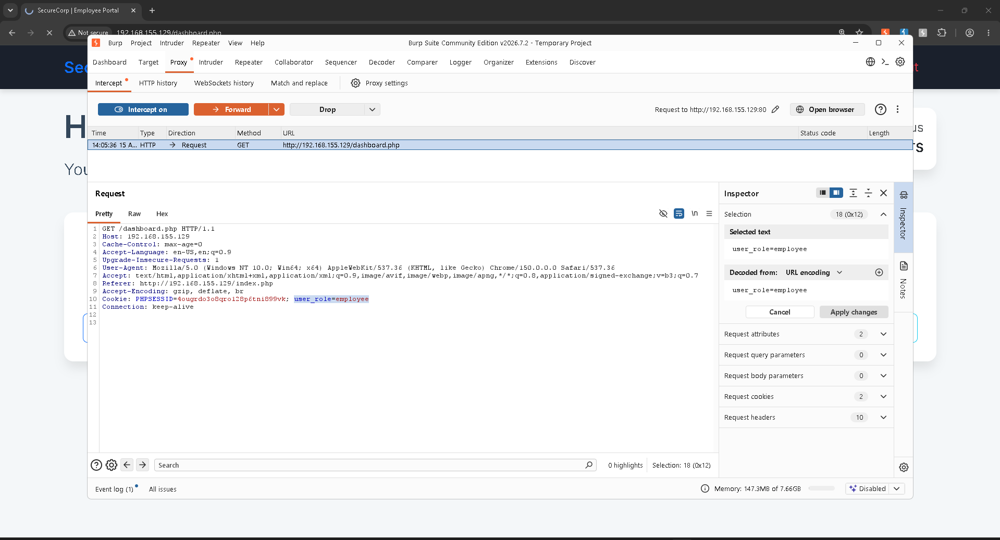 SecureCorp | Employee Portal
Not secure 192.168.155.129/dashboard.php
Burp Project Intruder Repeater View Help
Burp Suite Community Edition v2026.7.2 - Temporary Project
Dashboard Target Proxy Intruder Repeater Collaborator Sequencer Decoder Comparer Logger Organizer Extensions Discover
Sec
t
Intercept HTTP history WebSockets history Match and replace Proxy settings
Intercept on Forward Drop Request to http://192.168.155.129:80 Open browser
H
us
Time Type Direction Method URL Status code Length
14:05:36 15 A... HTTP Request GET http://192.168.155.129/dashboard.php
TS
You
Request
Pretty Raw Hex
\n
1 GET /dashboard.php HTTP/1.1
2 Host: 192.168.155.129
3 Cache-Control: max-age=0
4 Accept-Language: en-US,en;q=0.9
5 Upgrade-Insecure-Requests: 1
6 User-Agent: Mozilla/5.0 (Windows NT 10.0; Win64; x64) AppleWebKit/537.36 (KHTML, like Gecko) Chrome/150.0.0.0 Safari/537.36
7 Accept: text/html,application/xhtml+xml,application/xml;q=0.9,image/avif,image/webp,image/apng,*/*;q=0.8,application/signed-exchange;v=b3;q=0.7
8 Referer: http://192.168.155.129/index.php
9 Accept-Encoding: gzip, deflate, br
10 Cookie: PHPSESSID=4ougrdo3o8qro128p6tni899vk; user_role=employee
11 Connection: keep-alive
12
13
Inspector
Selection 18 (0x12)
Selected text
user_role=employee
Decoded from: URL encoding
user_role=employee
Cancel Apply changes
Request attributes 2
Request query parameters 0
Request body parameters 0
Request cookies 2
Request headers 10
Inspector
Notes
Search 0 highlights Selection: 18 (0x12)
Event log (1) All issues Memory: 147.3MB of 7.66GB Disabled